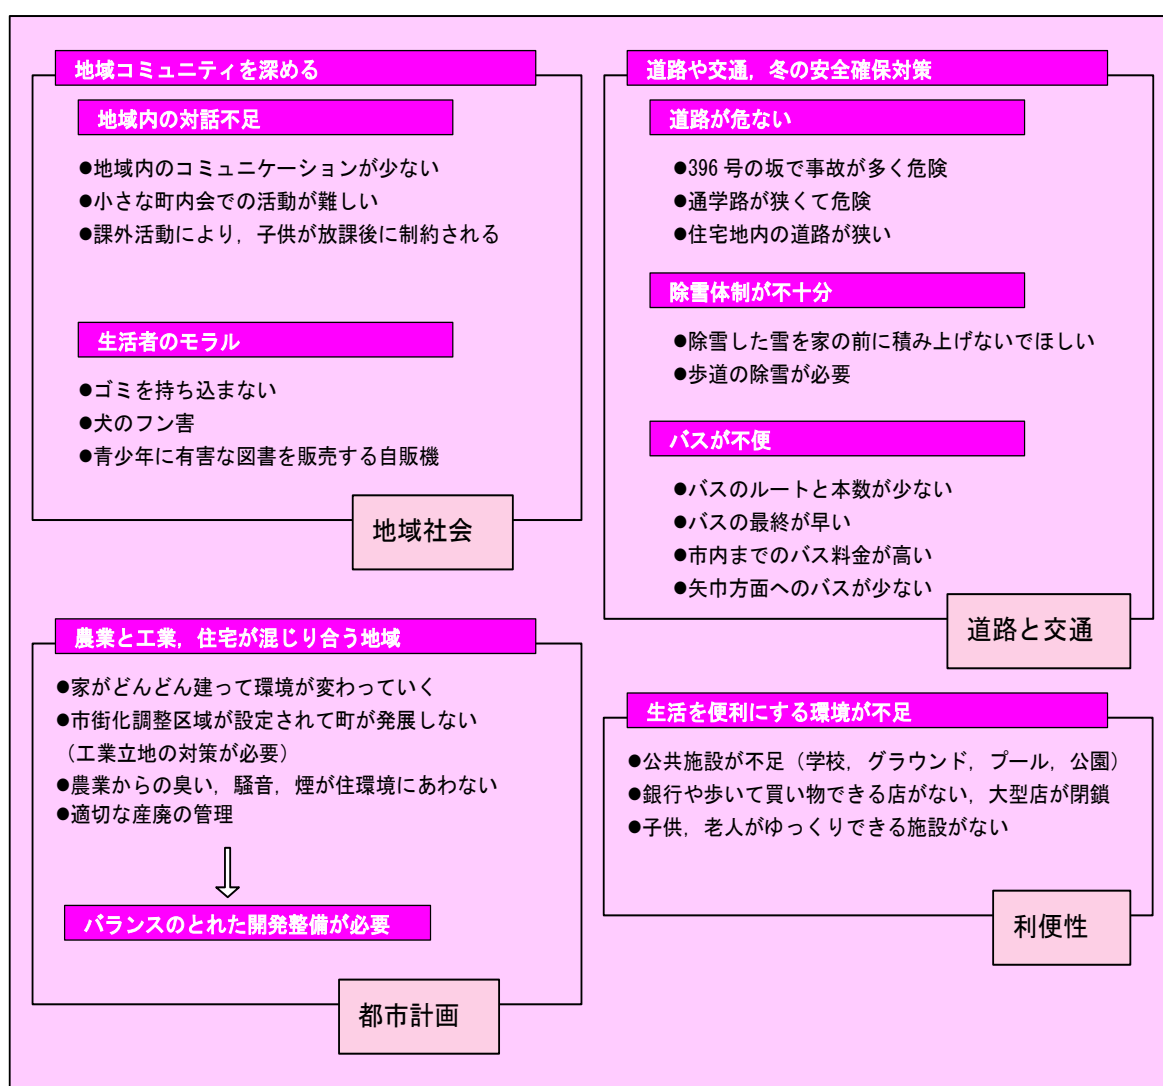 地域コミュニティを深める
地域内の対話不足
●地域内のコミュニケーションが少ない
●小さな町内会での活動が難しい
●課外活動により，子供が放課後に制約される
生活者のモラル
●ゴミを持ち込まない
●犬のフン害
●青少年に有害な図書を販売する自販機
地域社会
道路や交通，冬の安全確保対策
道路が危ない
●396号の坂で事故が多く危険
●通学路が狭くて危険
●住宅地内の道路が狭い
除雪体制が不十分
●除雪した雪を家の前に積み上げないでほしい
●歩道の除雪が必要
バスが不便
●バスのルートと本数が少ない
●バスの最終が早い
●市内までのバス料金が高い
●矢巾方面へのバスが少ない
道路と交通
農業と工業，住宅が混じり合う地域
●家がどんどん建って環境が変わっていく
●市街化調整区域が設定されて町が発展しない
（工業立地の対策が必要）
●農業からの臭い，騒音，煙が住環境にあわない
●適切な産廃の管理
バランスのとれた開発整備が必要
都市計画
生活を便利にする環境が不足
●公共施設が不足（学校，グラウンド，プール，公園）
●銀行や歩いて買い物できる店がない，大型店が閉鎖
●子供，老人がゆっくりできる施設がない
利便性